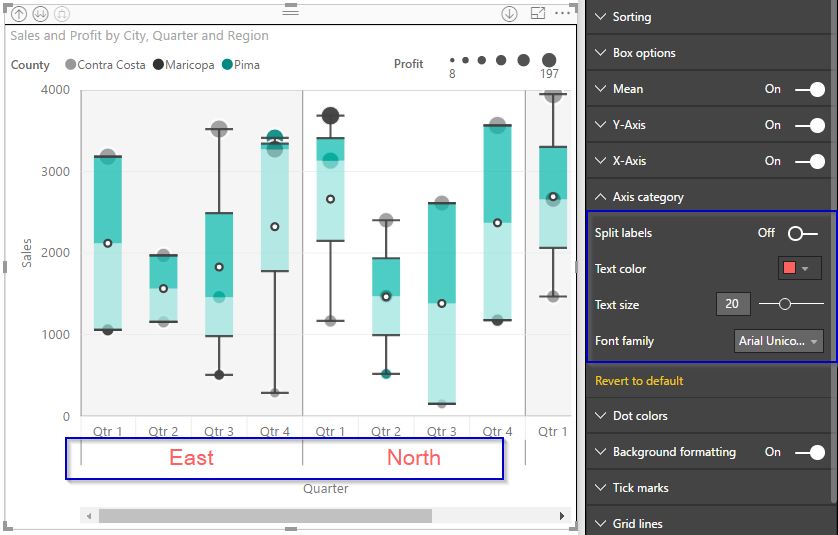 Sales and Profit by City, Quarter and Region
County Contra Costa Maricopa Pima Profit
8 197
4000
3000
2000
1000
0
Sales
Qtr 1 Qtr 2 Qtr 3 Qtr 4 Qtr 1 Qtr 2 Qtr 3 Qtr 4 Qtr 1
East North
Quarter
Sorting
Box options
Mean On
Y-Axis On
X-Axis On
Axis category
Split labels Off
Text color
Text size 20
Font family Arial Unico...
Revert to default
Dot colors
Background formatting On
Tick marks
Grid lines